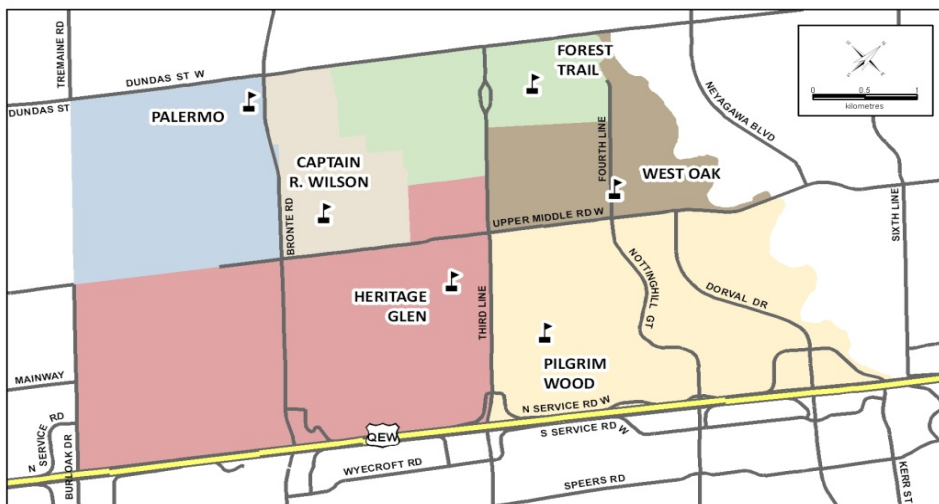 TREMAINE RD
DUNDAS ST W
DUNDAS ST
PALERMO
FOREST
TRAIL
NEYAGAWA BLVD
0
0.5
1
kilometres
CAPTAIN
R. WILSON
BRONTE RD
FOURTH LINE
WEST OAK
UPPER MIDDLE RD W
SIXTH LINE
HERITAGE
GLEN
THIRD LINE
NOTTINGHILL GT
DORVAL DR
PILGRIM
WOOD
MAINWAY
N SERVICE RD
BURLOAK DR
QEW
N SERVICE RD W
S SERVICE RD W
WYECROFT RD
SPEERS RD
KERR ST